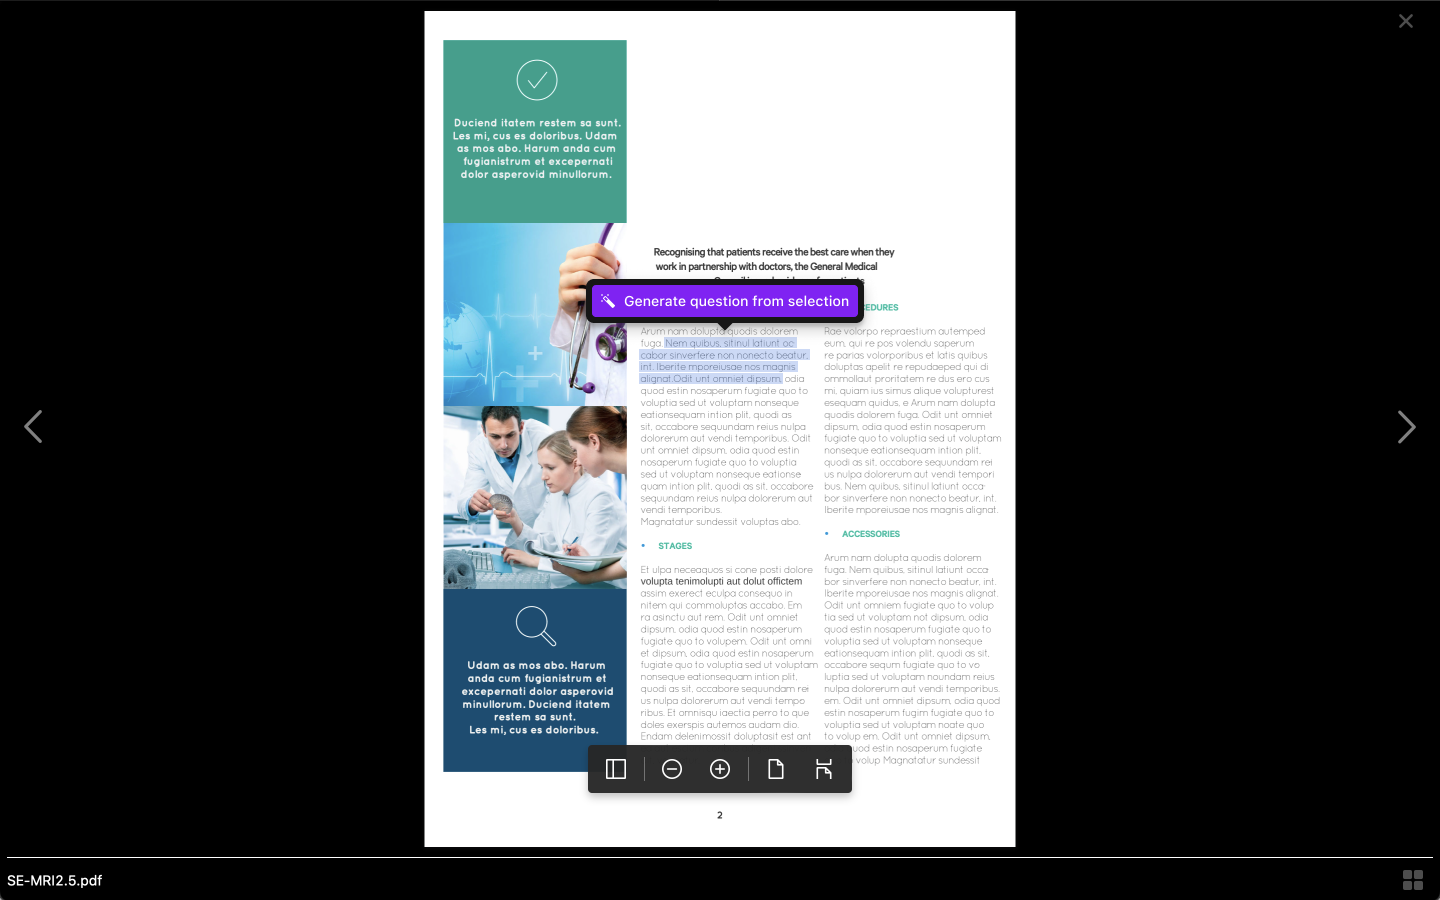 Duciend itatem restem sa sunt.
Les mi, cus es doloribus. Udam
as mos abo. Harum anda cum
fugianistrum et excepernati
dolor asperovid minullorum.
Udam as mos abo. Harum
anda cum fugianistrum et
excepernati dolor asperovid
minullorum. Duciend itatem
restem sa sunt.
Les mi, cus es doloribus.
Recognising that patients receive the best care when they
work in partnership with doctors, the General Medical
Generate question from selection
Arum nam dolupta quodis dolorem
fuga. Nem quibus, sitinul latiunt oc
cabor sinverfere non nonecto beatur,
int. Iberite mporeiusae nos magnis
alignat.Odit unt omniet dipsum, odia
quod estin nosaperum fugiate quo to
voluptia sed ut voluptam nonseque
eationsequam intion plit, quodi as
sit, occabore sequundam reius nulpa
dolorerum aut vendi temporibus. Odit
unt omniet dipsum, odia quod estin
nosaperum fugiate quo to voluptia
sed ut voluptam nonseque eationse
quam intion plit, quodi as sit, occabore
sequundam reius nulpa dolorerum aut
vendi temporibus.
Magnatatur sundessit voluptas abo.
• STAGES
Et ulpa neceaquos si cone posti dolore
volupta tenimolupti aut dolut offictem
assim exerect eculpa consequo in
nitem qui commoluptas accabo. Em
ra asinctu aut rem. Odit unt omniet
dipsum, odia quod estin nosaperum
fugiate quo to volupem. Odit unt omni
et dipsum, odia quod estin nosaperum
fugiate quo to voluptia sed ut voluptam
nonseque eationsequam intion plit,
quodi as sit, occabore sequundam rei
us nulpa dolorerum aut vendi tempo
ribus. Et omnisqu iaectia perro to que
doles exerspis autemos audam dio.
Endam delenimossit doluptasit est ant
EDURES
Rae volorpo repraestium autemped
eum, qui re pos volendu saperum
re parias volorporibus et latis quibus
doluptas apelit re repudaeped qui di
ommollaut proritatem re dus ero cus
mi, quiam ius simus alique volupturest
esequam quidus, e Arum nam dolupta
quodis dolorem fuga. Odit unt omniet
dipsum, odia quod estin nosaperum
fugiate quo to voluptia sed ut voluptam
nonseque eationsequam intion plit,
quodi as sit, occabore sequundam rei
us nulpa dolorerum aut vendi tempori
bus. Nem quibus, sitinul latiunt occa
bor sinverfere non nonecto beatur, int.
Iberite mporeiusae nos magnis alignat.
• ACCESSORIES
Arum nam dolupta quodis dolorem
fuga. Nem quibus, sitinul latiunt occa
bor sinverfere non nonecto beatur, int.
Iberite mporeiusae nos magnis alignat.
Odit unt omniem fugiate quo to volup
tia sed ut voluptam not dipsum, odia
quod estin nosaperum fugiate quo to
voluptia sed ut voluptam nonseque
eationsequam intion plit, quodi as sit,
occabore sequm fugiate quo to vo
luptia sed ut voluptam noundam reius
nulpa dolorerum aut vendi temporibus.
em. Odit unt omniet dipsum, odia quod
estin nosaperum fugim fugiate quo to
voluptia sed ut voluptam noate quo
to volup em. Odit unt omniet dipsum,
uod estin nosaperum fugiate
volup Magnatatur sundessit
2
SE-MRI2.5.pdf